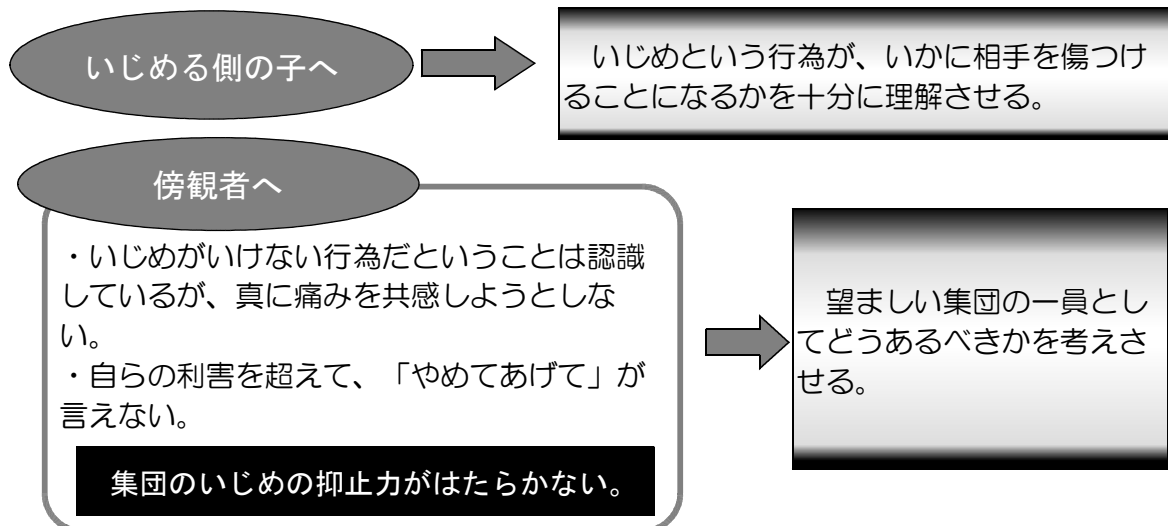 いじめる側の子へ
いじめという行為が、いかに相手を傷つけ
ることになるかを十分に理解させる。
傍観者へ
・いじめがいけない行為だということは認識
しているが、真に痛みを共感しようとしな
い。
・自らの利害を超えて、「やめてあげて」が
言えない。
集団のいじめの抑止力がはたらかない。
望ましい集団の一員とし
てどうあるべきかを考えさ
せる。